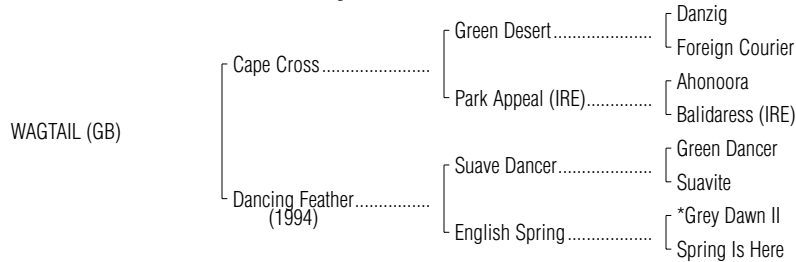 Danzig
Green Desert......................
Foreign Courier
Cape Cross........................
Ahonoora
Park Appeal (IRE)...............
Balidaress (IRE)
WAGTAIL (GB)
Green Dancer
Suave Dancer.....................
Suavite
Dancing Feather................
(1994)
*Grey Dawn II
English Spring...................
Spring Is Here